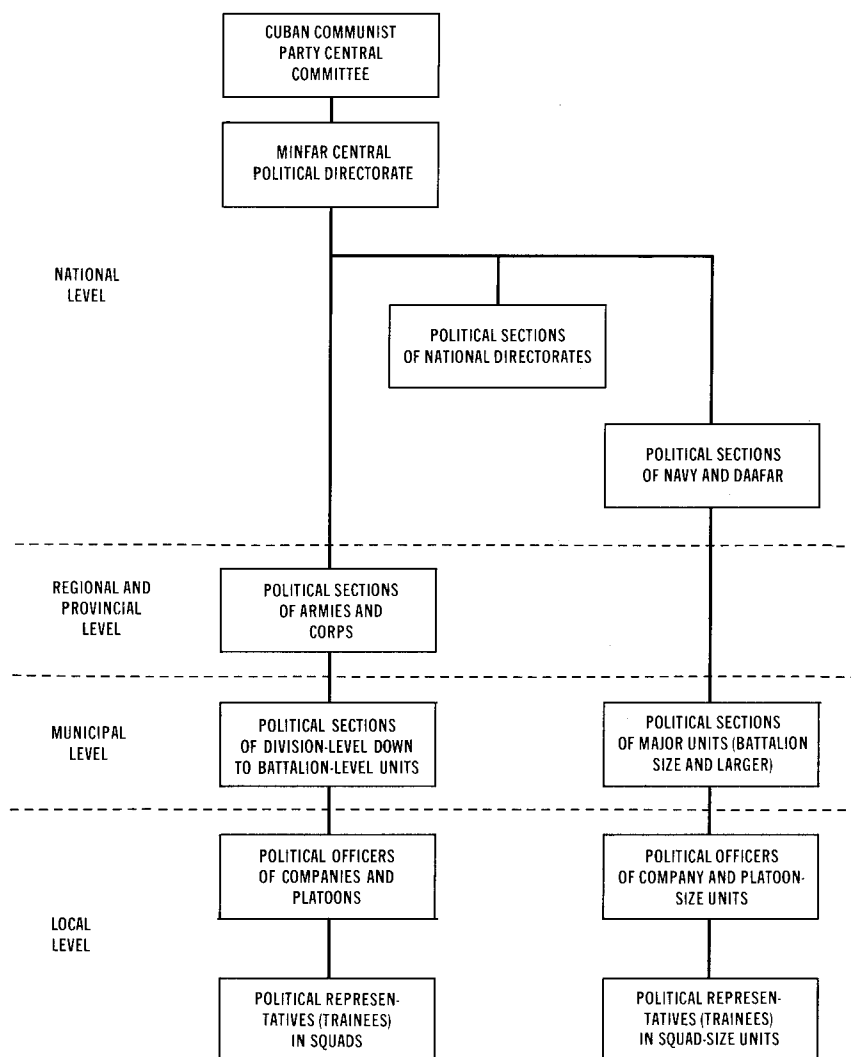 CUBAN COMMUNIST
PARTY CENTRAL
COMMITTEE
MINFAR CENTRAL
POLITICAL DIRECTORATE
NATIONAL
LEVEL
POLITICAL SECTIONS
OF NATIONAL DIRECTORATES
POLITICAL SECTIONS
OF NAVY AND DAAFAR
REGIONAL AND
PROVINCIAL
LEVEL
POLITICAL SECTIONS
OF ARMIES AND
CORPS
MUNICIPAL
LEVEL
POLITICAL SECTIONS
OF DIVISION-LEVEL DOWN
TO BATTALION-LEVEL UNITS
POLITICAL SECTIONS
OF MAJOR UNITS (BATTALION
SIZE AND LARGER)
LOCAL
LEVEL
POLITICAL OFFICERS
OF COMPANIES AND
PLATOONS
POLITICAL OFFICERS
OF COMPANY AND PLATOON-
SIZE UNITS
POLITICAL REPRESEN-
TATIVES (TRAINEES)
IN SQUADS
POLITICAL REPRESEN-
TATIVES (TRAINEES)
IN SQUAD-SIZE UNITS